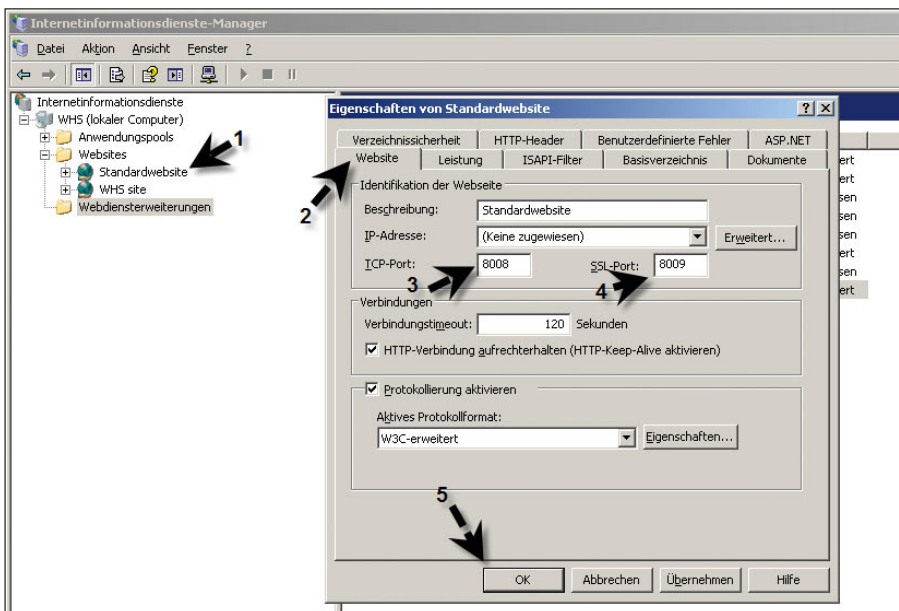 Internetinformationsdienste-Manager
Datei Aktion Ansicht Fenster ?
Internetinformationsdienste
WHS (lokaler Computer)
Anwendungspools
Websites
Standardwebsite
WHS site
Webdiensterweiterungen
1
Eigenschaften von Standardwebsite
Verzeichnissicherheit HTTP-Header Benutzerdefinierte Fehler ASP.NET
Website Leistung ISAPI-Filter Basisverzeichnis Dokumente
2
Identifikation der Webseite
Beschreibung: Standardwebsite
IP-Adresse: (Keine zugewiesen) Erweitert...
TCP-Port: 8008 SSL-Port: 8009
3 4
Verbindungen
Verbindungstimeout: 120 Sekunden
HTTP-Verbindung aufrechterhalten (HTTP-Keep-Alive aktivieren)
Protokollierung aktivieren
Aktives Protokollformat:
W3C-erweitert Eigenschaften...
5
OK Abbrechen Übernehmen Hilfe
ert
ert
sen
sen
sen
ert
sen
ert